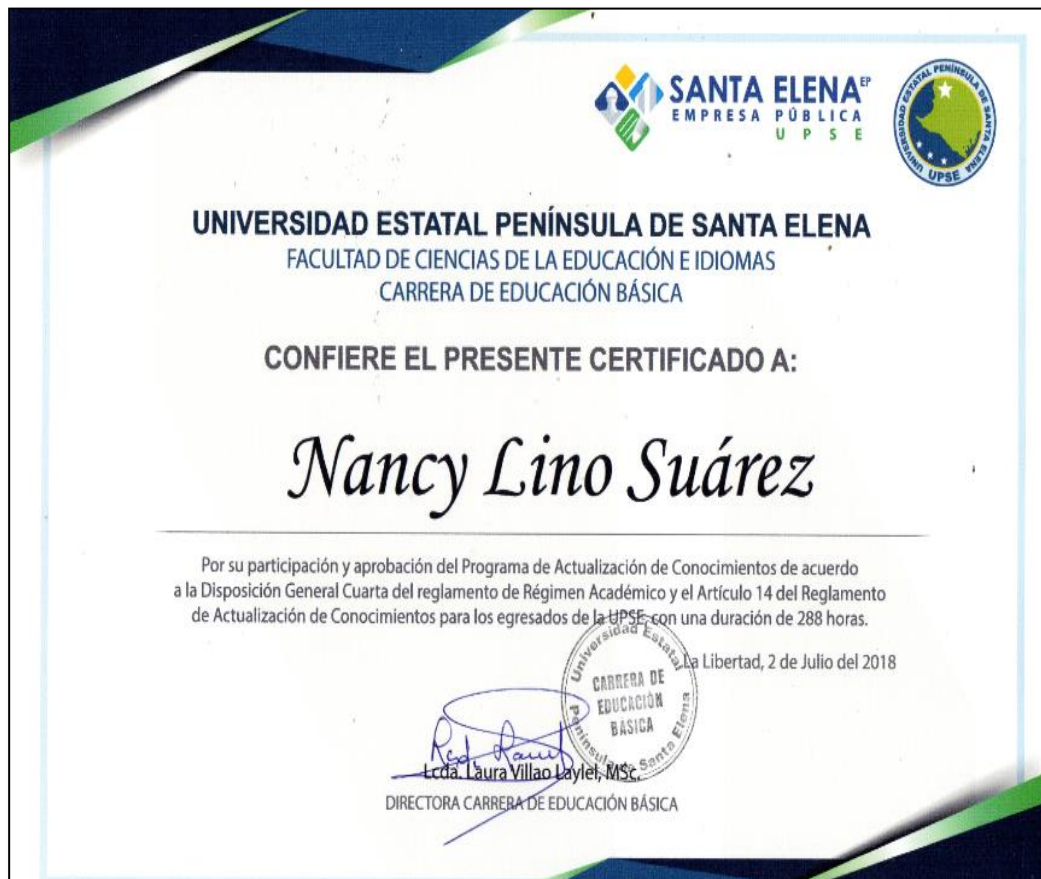 SANTA ELENA EP
EMPRESA PÚBLICA
U P S E
UNIVERSIDAD ESTATAL PENÍNSULA DE SANTA ELENA
UPSE
UNIVERSIDAD ESTATAL PENÍNSULA DE SANTA ELENA
FACULTAD DE CIENCIAS DE LA EDUCACIÓN E IDIOMAS
CARRERA DE EDUCACIÓN BÁSICA
CONFIERE EL PRESENTE CERTIFICADO A:
Nancy Lino Suárez
Por su participación y aprobación del Programa de Actualización de Conocimientos de acuerdo
a la Disposición General Cuarta del reglamento de Régimen Académico y el Artículo 14 del Reglamento
de Actualización de Conocimientos para los egresados de la UPSE, con una duración de 288 horas.
La Libertad, 2 de Julio del 2018
Universidad Estatal
CARRERA DE
EDUCACIÓN
BÁSICA
Península de Santa Elena
Lcda. Laura Villao Laylel, MSc.
DIRECTORA CARRERA DE EDUCACIÓN BÁSICA